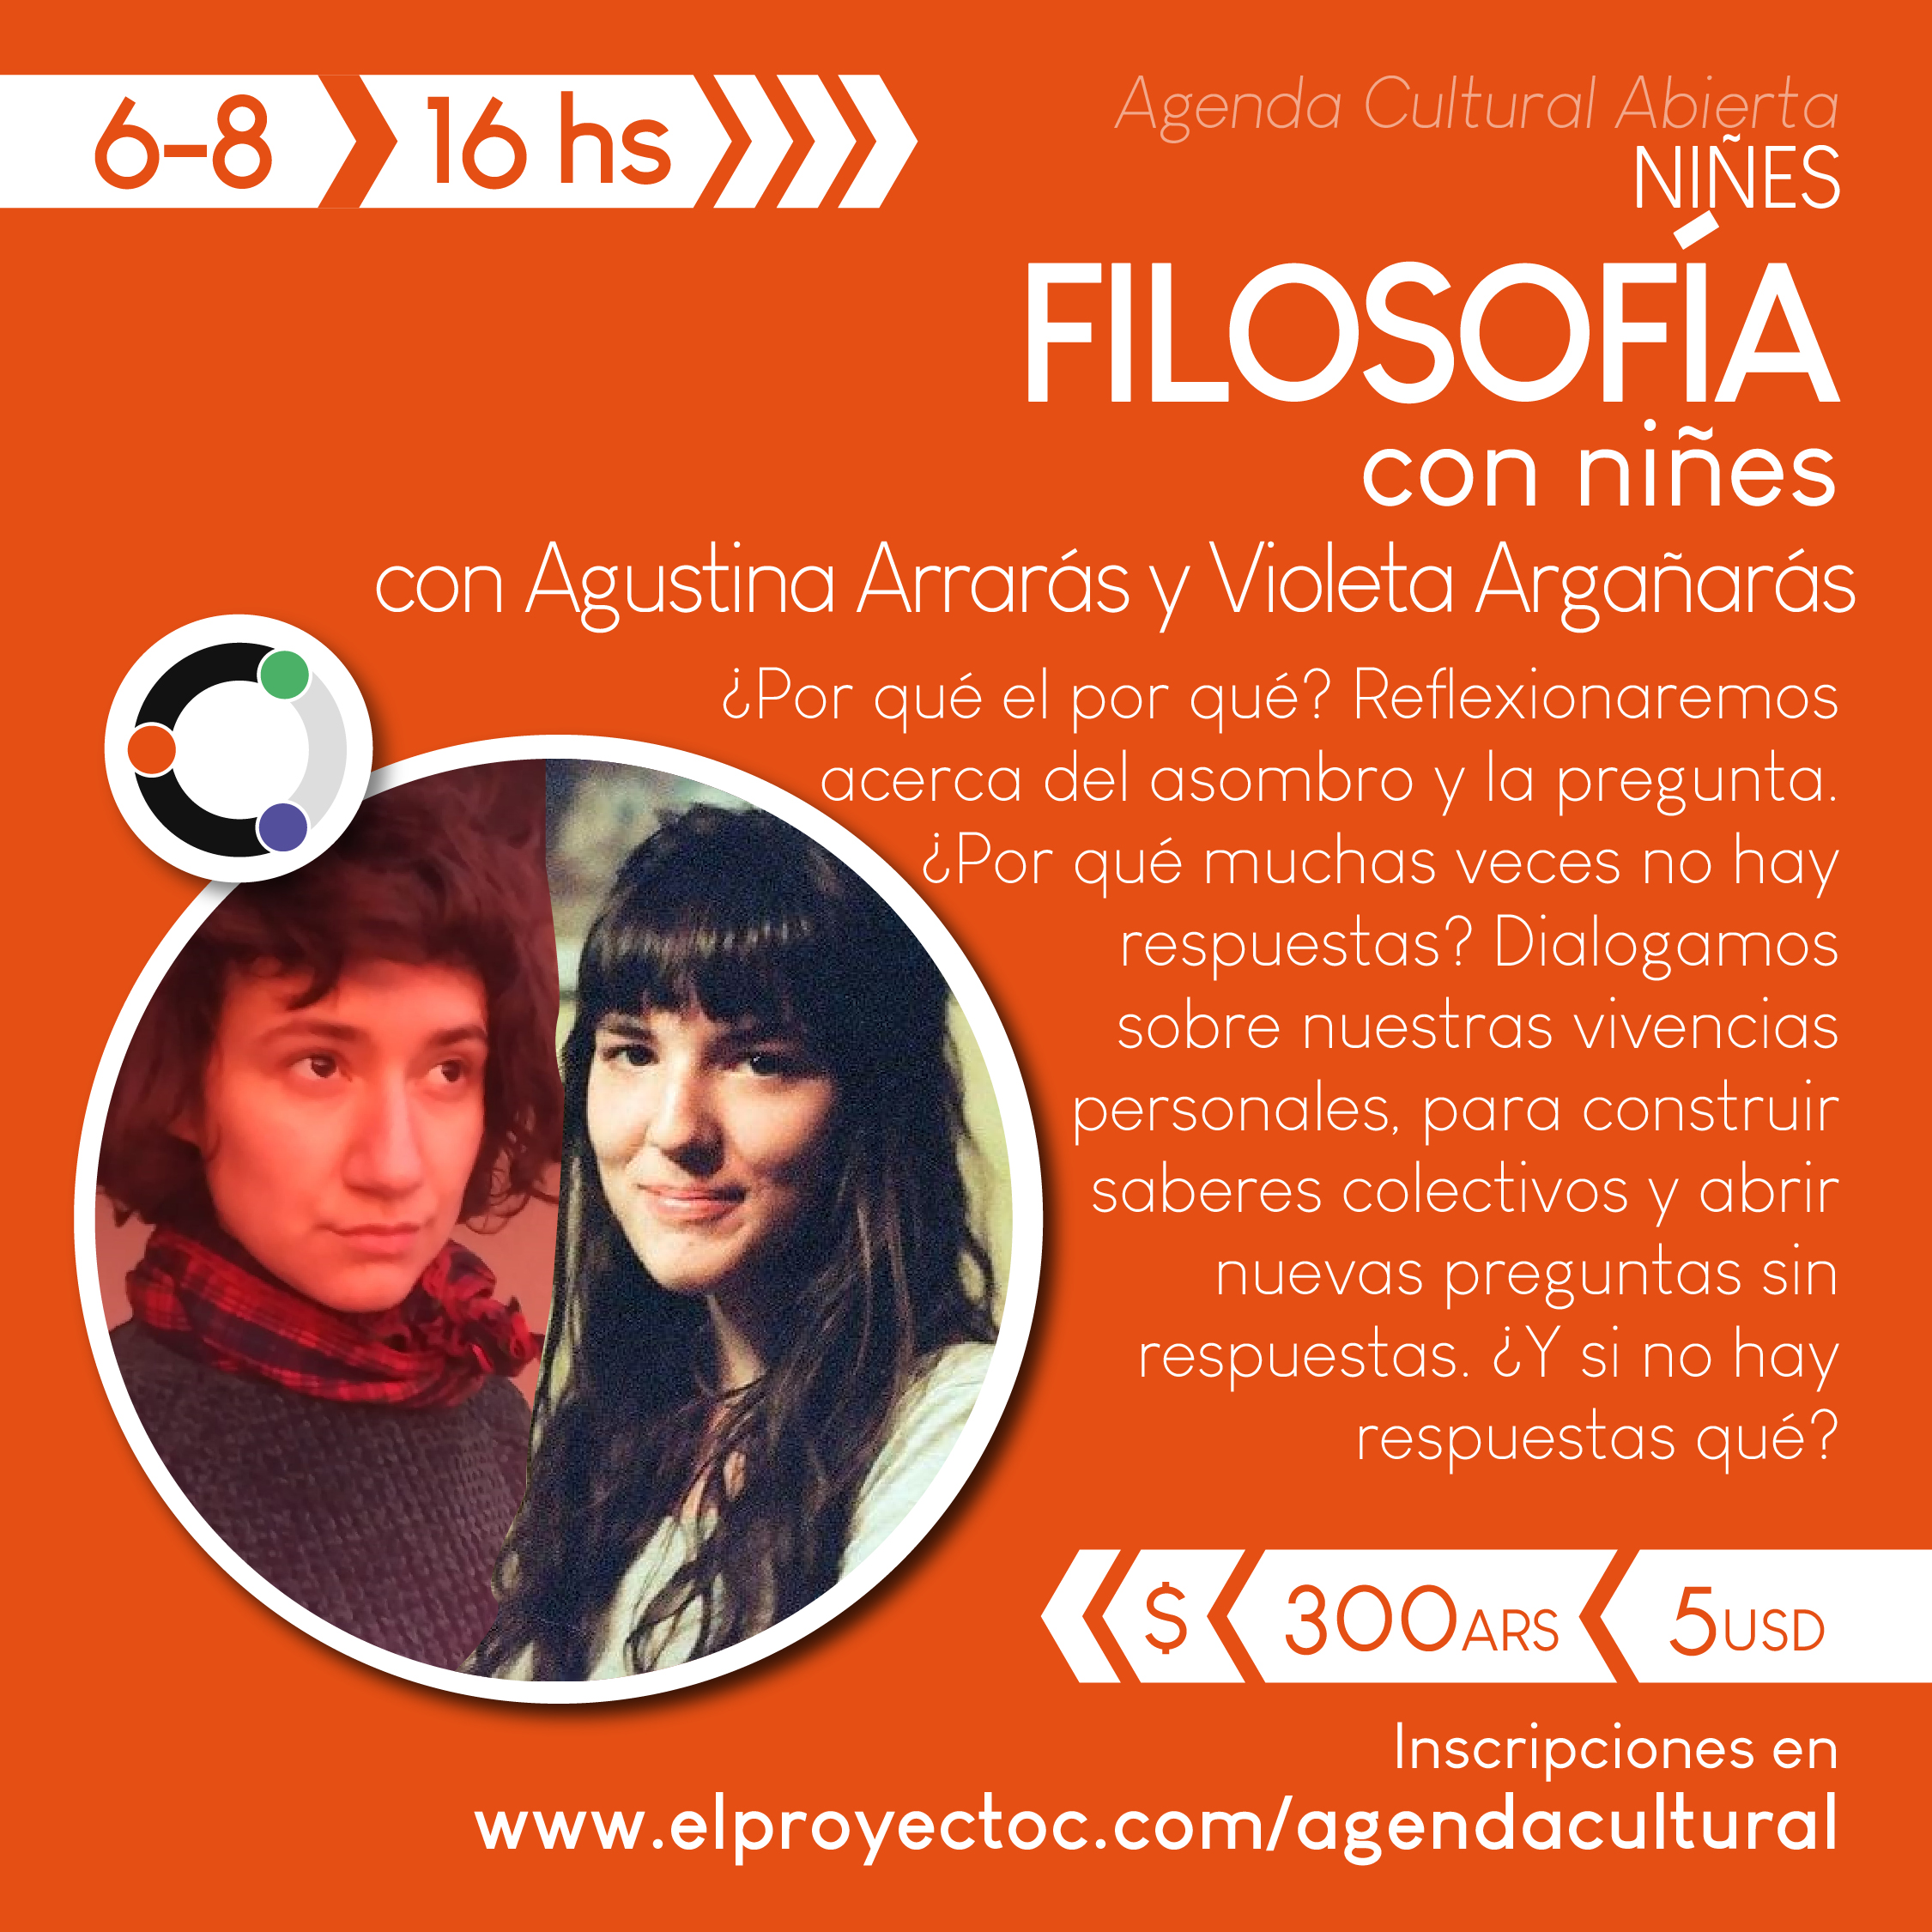 6-8 16 hs
Agenda Cultural Abierta
NIÑES
FILOSOFÍA
con niñes
con Agustina Arrarás y Violeta Argañarás
¿Por qué el por qué? Reflexionaremos
acerca del asombro y la pregunta.
¿Por qué muchas veces no hay
respuestas? Dialogamos
sobre nuestras vivencias
personales, para construir
saberes colectivos y abrir
nuevas preguntas sin
respuestas. ¿Y si no hay
respuestas qué?
$ 300ARS 5USD
Inscripciones en
www.elproyectoc.com/agendacultural